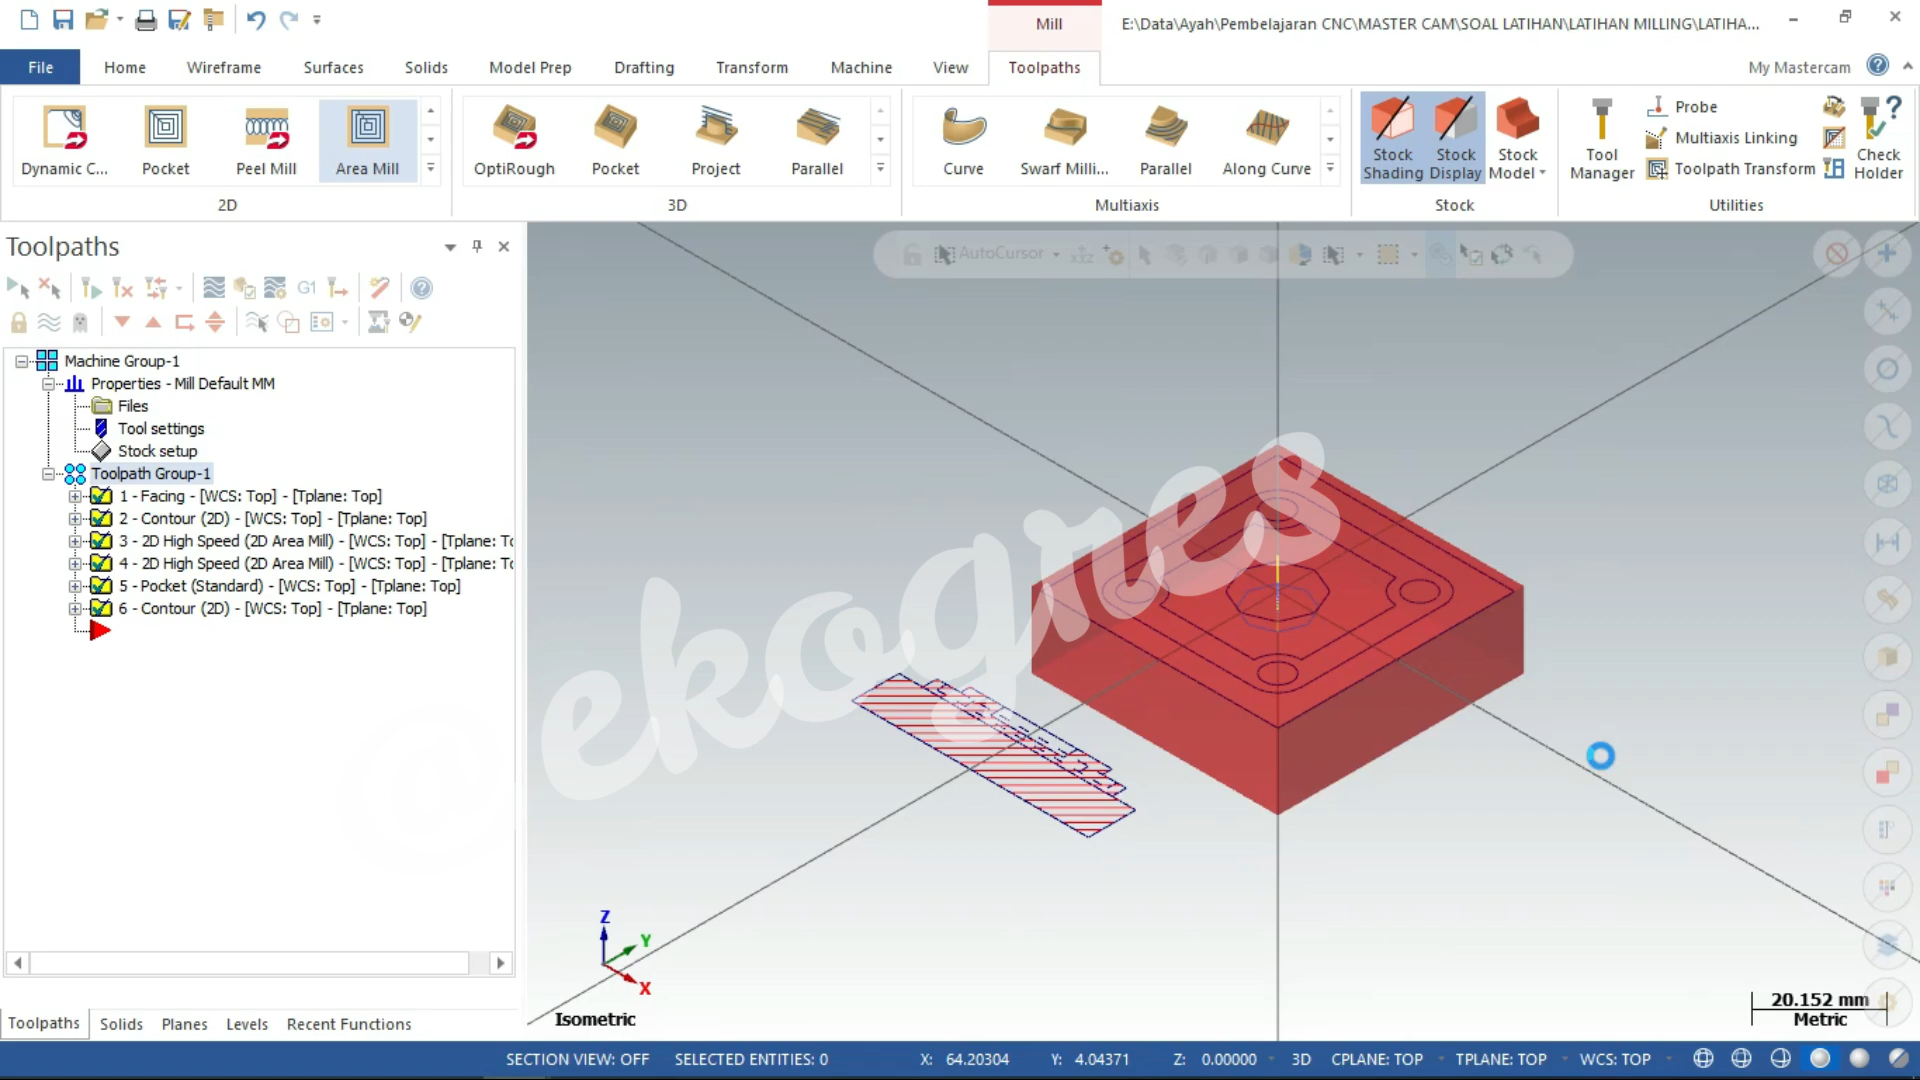 Mill
E:\Data\Ayah\Pembelajaran CNC\MASTER CAM\SOAL LATIHAN\LATIHAN MILLING\LATIHA...
File Home Wireframe Surfaces Solids Model Prep Drafting Transform Machine View Toolpaths My Mastercam
Dynamic C... Pocket Peel Mill Area Mill
2D
OptiRough Pocket Project Parallel
3D
Curve Swarf Milli... Parallel Along Curve
Multiaxis
Stock Shading
Stock Display
Stock Model
Stock
Tool Manager
Probe
Multiaxis Linking
Toolpath Transform
Check Holder
Utilities
Toolpaths
AutoCursor
G1
Machine Group-1
Properties - Mill Default MM
Files
Tool settings
Stock setup
Toolpath Group-1
1 - Facing - [WCS: Top] - [Tplane: Top]
2 - Contour (2D) - [WCS: Top] - [Tplane: Top]
3 - 2D High Speed (2D Area Mill) - [WCS: Top] - [Tplane: To
4 - 2D High Speed (2D Area Mill) - [WCS: Top] - [Tplane: To
5 - Pocket (Standard) - [WCS: Top] - [Tplane: Top]
6 - Contour (2D) - [WCS: Top] - [Tplane: Top]
@ekognes
Z
Y
X
Isometric
20.152 mm
Metric
Toolpaths Solids Planes Levels Recent Functions
SECTION VIEW: OFF SELECTED ENTITIES: 0 X: 64.20304 Y: 4.04371 Z: 0.00000 3D CPLANE: TOP TPLANE: TOP WCS: TOP